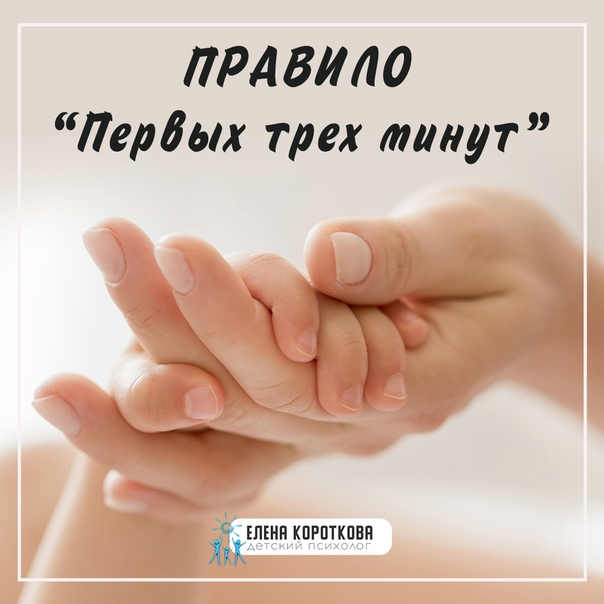 ПРАВИЛО
“Первых трех минут”
ЕЛЕНА КОРОТКОВА
ДЕТСКИЙ ПСИХОЛОГ